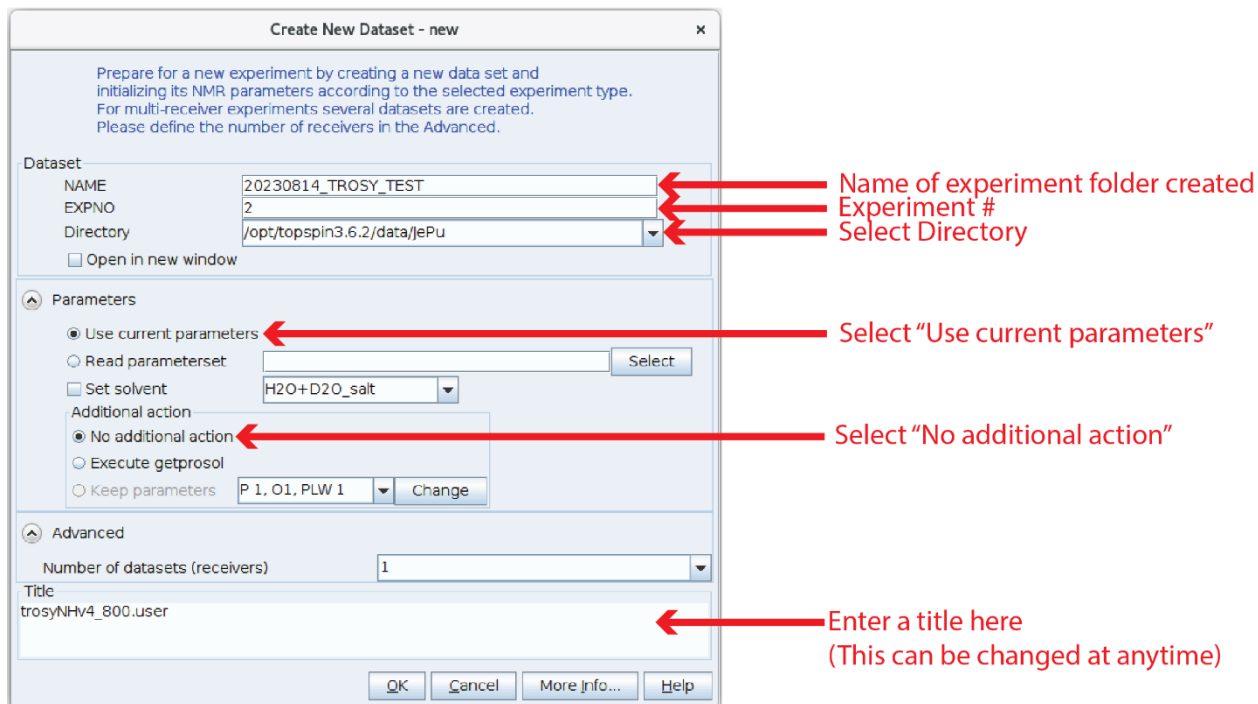 Create New Dataset - new
×
Prepare for a new experiment by creating a new data set and
initializing its NMR parameters according to the selected experiment type.
For multi-receiver experiments several datasets are created.
Please define the number of receivers in the Advanced.
Dataset
NAME 20230814_TROSY_TEST Name of experiment folder created
EXPNO 2 Experiment #
Directory /opt/topspin3.6.2/data/JePu Select Directory
Open in new window
Parameters
Use current parameters Select “Use current parameters”
Read parameterset Select
Set solvent H2O+D2O_salt
Additional action
No additional action Select “No additional action”
Execute getprosol
Keep parameters P 1, O1, PLW 1 Change
Advanced
Number of datasets (receivers) 1
Title
trosyNHv4_800.user
Enter a title here
(This can be changed at anytime)
OK Cancel More Info... Help